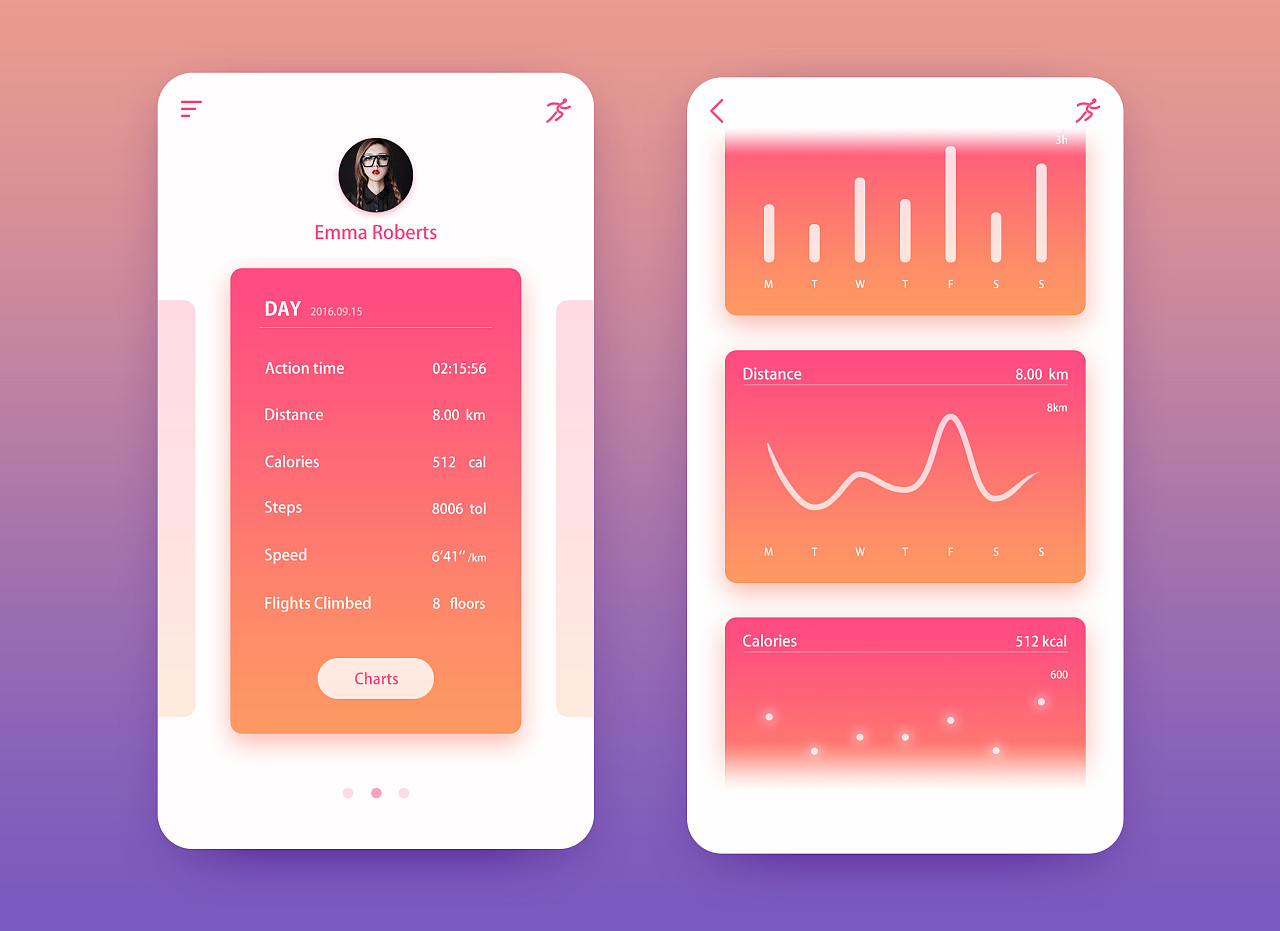 Emma Roberts
DAY 2016.09.15
Action time 02:15:56
Distance 8.00 km
Calories 512 cal
Steps 8006 tol
Speed 6’41’’ /km
Flights Climbed 8 floors
Charts
3h
M T W T F S S
Distance 8.00 km
8km
M T W T F S S
Calories 512 kcal
600